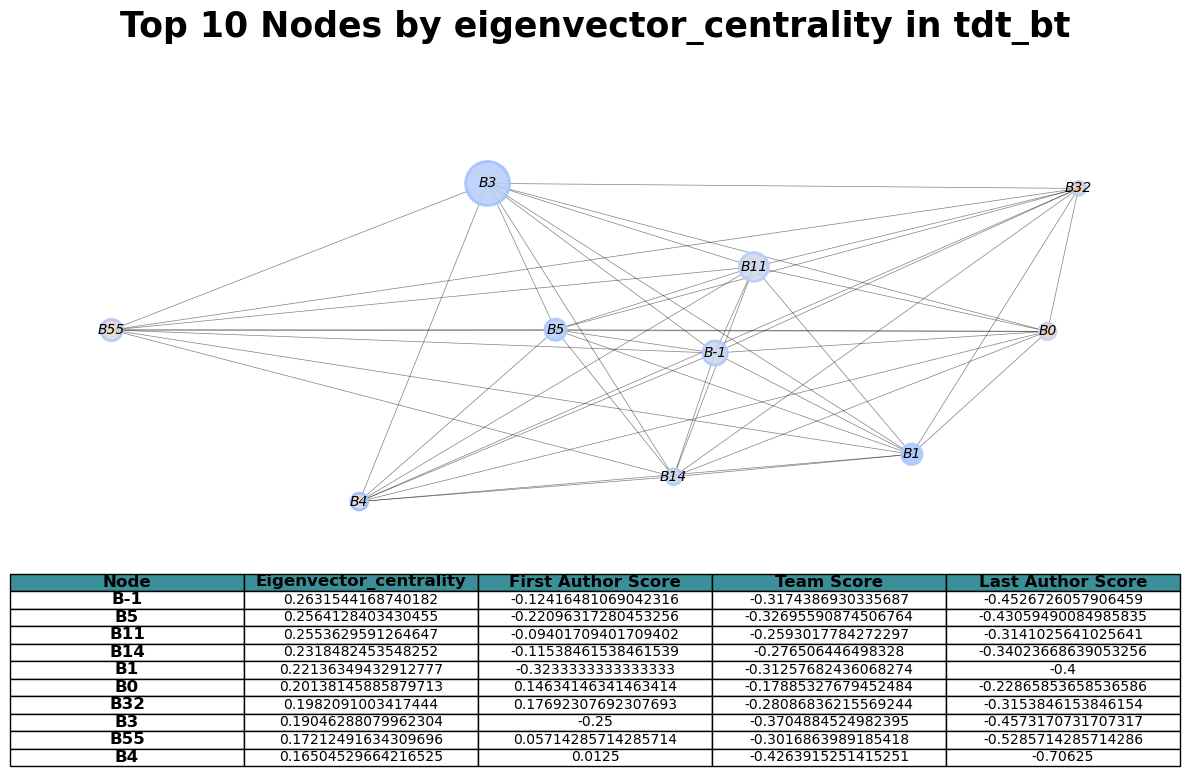 Top 10 Nodes by eigenvector_centrality in tdt_bt
B3
B32
B11
B55
B5
B0
B-1
B1
B14
B4
Node Eigenvector_centrality First Author Score Team Score Last Author Score
B-1 0.2631544168740182 -0.12416481069042316 -0.3174386930335687 -0.4526726057906459
B5 0.2564128403430455 -0.22096317280453256 -0.32695590874506764 -0.43059490084985835
B11 0.2553629591264647 -0.09401709401709402 -0.2593017784272297 -0.3141025641025641
B14 0.2318482453548252 -0.11538461538461539 -0.276506446498328 -0.34023668639053256
B1 0.22136349432912777 -0.3233333333333333 -0.31257682436068274 -0.4
B0 0.20138145885879713 0.14634146341463414 -0.17885327679452484 -0.22865853658536586
B32 0.1982091003417444 0.17692307692307693 -0.28086836215569244 -0.3153846153846154
B3 0.19046288079962304 -0.25 -0.3704884524982395 -0.4573170731707317
B55 0.17212491634309696 0.05714285714285714 -0.3016863989185418 -0.5285714285714286
B4 0.16504529664216525 0.0125 -0.4263915251415251 -0.70625